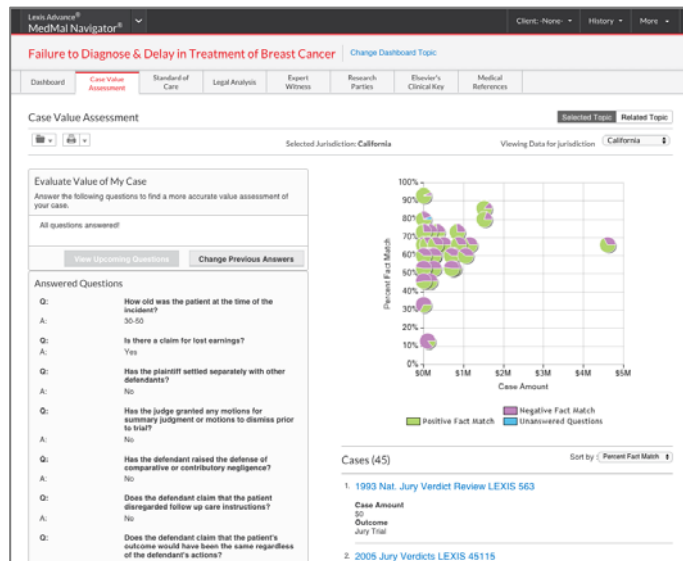 Lexis Advance®
MedMal Navigator®
Client: -None-
History
More
Failure to Diagnose & Delay in Treatment of Breast Cancer
Change Dashboard Topic
Dashboard
Case Value
Assessment
Standard of
Care
Legal Analysis
Expert
Witness
Research
Parties
Elsevier's
Clinical Key
Medical
References
Case Value Assessment
Selected Topic
Related Topic
Selected Jurisdiction: California
Viewing Data for jurisdiction
California
Evaluate Value of My Case
Answer the following questions to find a more accurate value assessment of
your case.
All questions answered!
View Upcoming Questions
Change Previous Answers
Answered Questions
Q: How old was the patient at the time of the
incident?
A: 30-50
Q: Is there a claim for lost earnings?
A: Yes
Q: Has the plaintiff settled separately with other
defendants?
A: No
Q: Has the judge granted any motions for
summary judgment or motions to dismiss prior
to trial?
A: No
Q: Has the defendant raised the defense of
comparative or contributory negligence?
A: No
Q: Does the defendant claim that the patient
disregarded follow up care instructions?
A: No
Q: Does the defendant claim that the patient's
outcome would have been the same regardless
of the defendant's actions?
100%
90%
80%
70%
60%
50%
40%
30%
20%
10%
0%
Percent Fact Match
$0M
$1M
$2M
$3M
$4M
$5M
Case Amount
Negative Fact Match
Positive Fact Match
Unanswered Questions
Cases (45)
Sort by : Percent Fact Match
1. 1993 Nat. Jury Verdict Review LEXIS 563
Case Amount
$0
Outcome
Jury Trial
2. 2005 Jury Verdicts LEXIS 45115